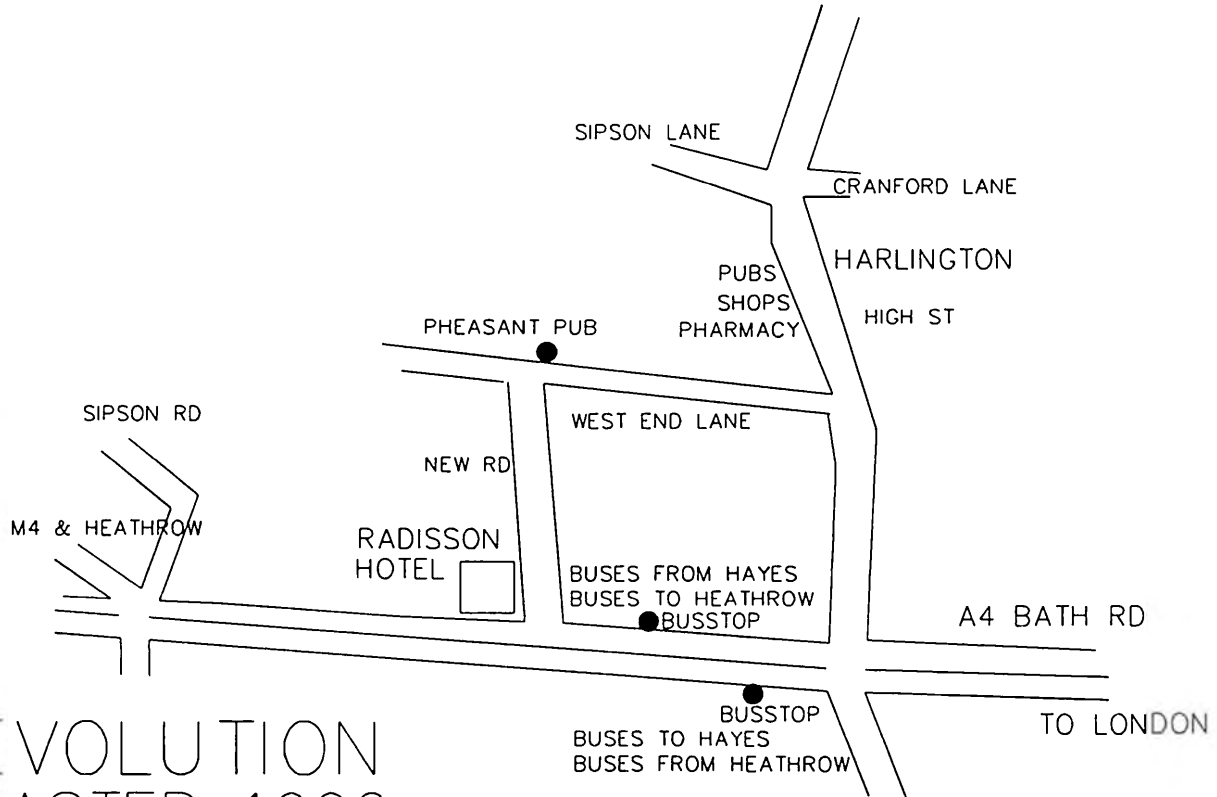 SIPSON LANE
CRANFORD LANE
HARLINGTON
PUBS
SHOPS
PHARMACY
HIGH ST
PHEASANT PUB
SIPSON RD
WEST END LANE
NEW RD
M4 & HEATHROW
RADISSON
HOTEL
BUSES FROM HAYES
BUSES TO HEATHROW
BUSSTOP
A4 BATH RD
BUSSTOP
TO LONDON
BUSES TO HAYES
BUSES FROM HEATHROW
VOLUTION